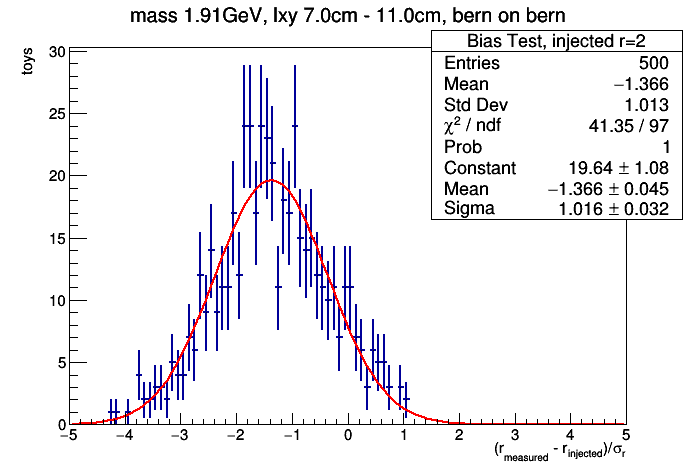 mass 1.91GeV, lxy 7.0cm - 11.0cm, bern on bern
toys
Bias Test, injected r=2
Entries 500
Mean −1.366
Std Dev 1.013
χ² / ndf 41.35 / 97
Prob 1
Constant 19.64 ± 1.08
Mean −1.366 ± 0.045
Sigma 1.016 ± 0.032
30
25
20
15
10
5
0
−5 −4 −3 −2 −1 0 1 2 3 4 5
(r_measured - r_injected)/σ_r